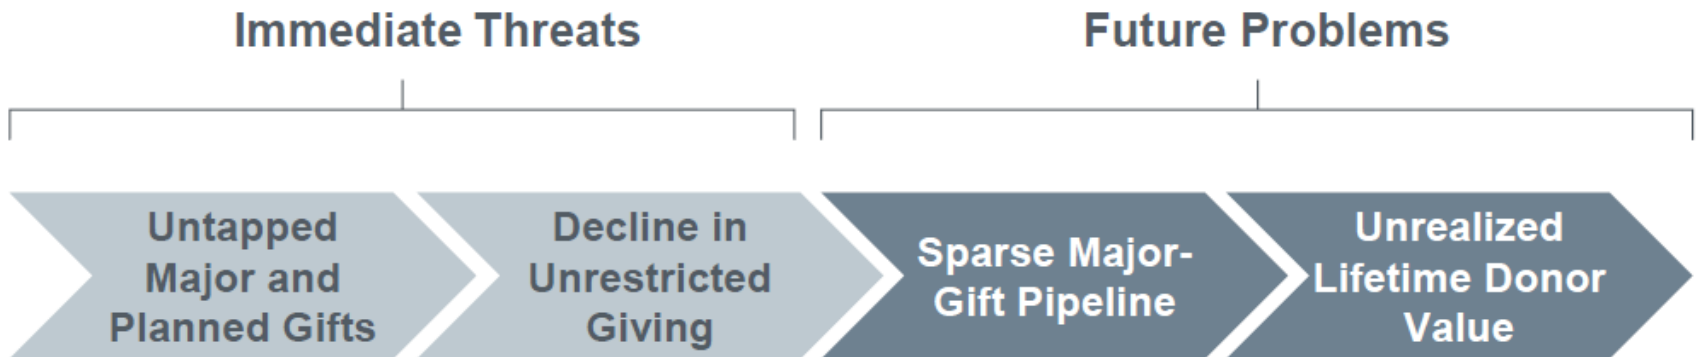 Immediate Threats
Future Problems
Untapped
Major and
Planned Gifts
Decline in
Unrestricted
Giving
Sparse Major-
Gift Pipeline
Unrealized
Lifetime Donor
Value